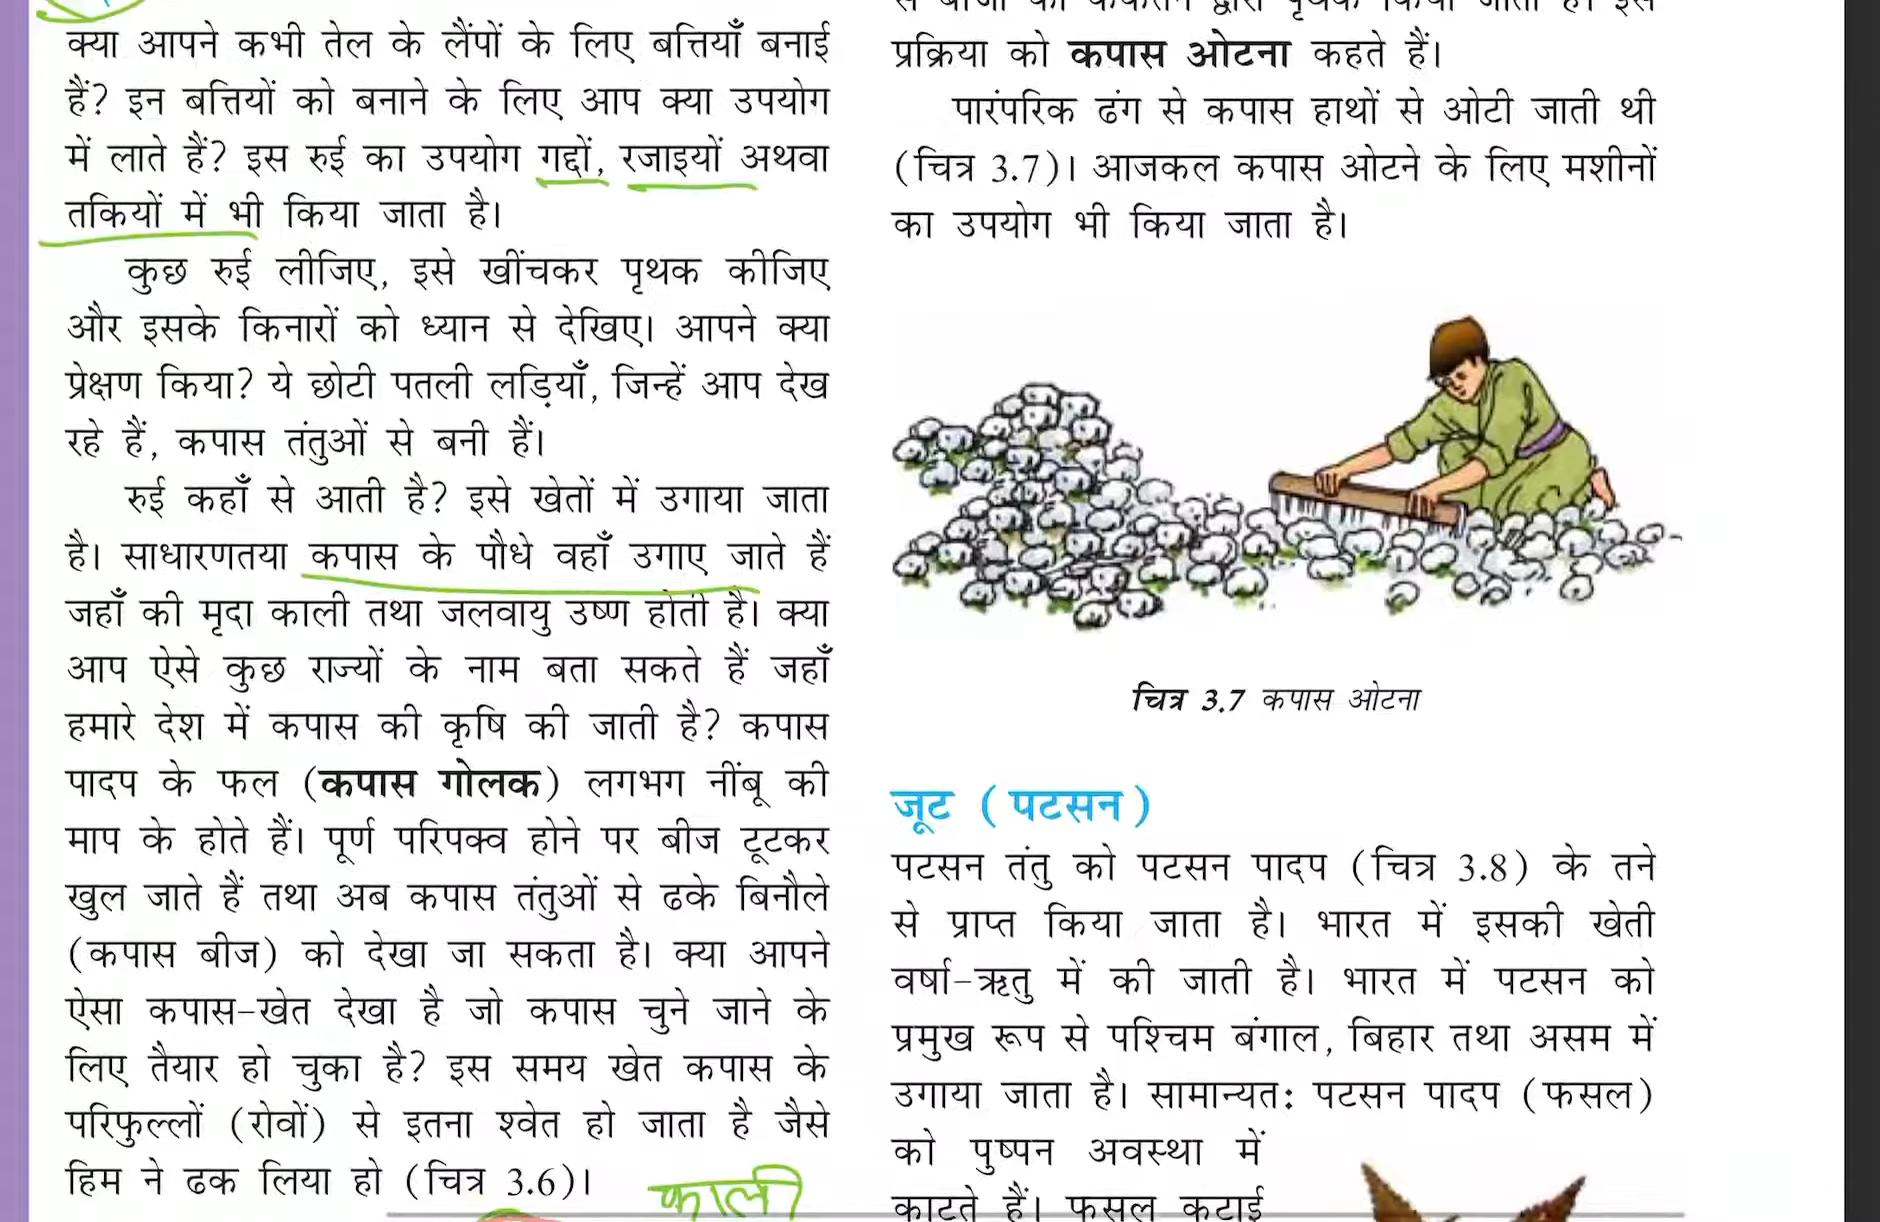 क्या आपने कभी तेल के लैंपों के लिए बत्तियाँ बनाई
हैं? इन बत्तियों को बनाने के लिए आप क्या उपयोग
में लाते हैं? इस रुई का उपयोग गद्दों, रजाइयों अथवा
तकियों में भी किया जाता है।
कुछ रुई लीजिए, इसे खींचकर पृथक कीजिए
और इसके किनारों को ध्यान से देखिए। आपने क्या
प्रेक्षण किया? ये छोटी पतली लड़ियाँ, जिन्हें आप देख
रहे हैं, कपास तंतुओं से बनी हैं।
रुई कहाँ से आती है? इसे खेतों में उगाया जाता
है। साधारणतया कपास के पौधे वहाँ उगाए जाते हैं
जहाँ की मृदा काली तथा जलवायु उष्ण होती है। क्या
आप ऐसे कुछ राज्यों के नाम बता सकते हैं जहाँ
हमारे देश में कपास की कृषि की जाती है? कपास
पादप के फल (कपास गोलक) लगभग नींबू की
माप के होते हैं। पूर्ण परिपक्व होने पर बीज टूटकर
खुल जाते हैं तथा अब कपास तंतुओं से ढके बिनौले
(कपास बीज) को देखा जा सकता है। क्या आपने
ऐसा कपास-खेत देखा है जो कपास चुने जाने के
लिए तैयार हो चुका है? इस समय खेत कपास के
परिफुल्लों (रोवों) से इतना श्वेत हो जाता है जैसे
हिम ने ढक लिया हो (चित्र 3.6)।
काली
से बीजों को कंकतन द्वारा पृथक किया जाता है। इस
प्रक्रिया को कपास ओटना कहते हैं।
पारंपरिक ढंग से कपास हाथों से ओटी जाती थी
(चित्र 3.7)। आजकल कपास ओटने के लिए मशीनों
का उपयोग भी किया जाता है।
चित्र 3.7 कपास ओटना
जूट (पटसन)
पटसन तंतु को पटसन पादप (चित्र 3.8) के तने
से प्राप्त किया जाता है। भारत में इसकी खेती
वर्षा-ऋतु में की जाती है। भारत में पटसन को
प्रमुख रूप से पश्चिम बंगाल, बिहार तथा असम में
उगाया जाता है। सामान्यतः पटसन पादप (फसल)
को पुष्पन अवस्था में
काटते हैं। फसल कटाई